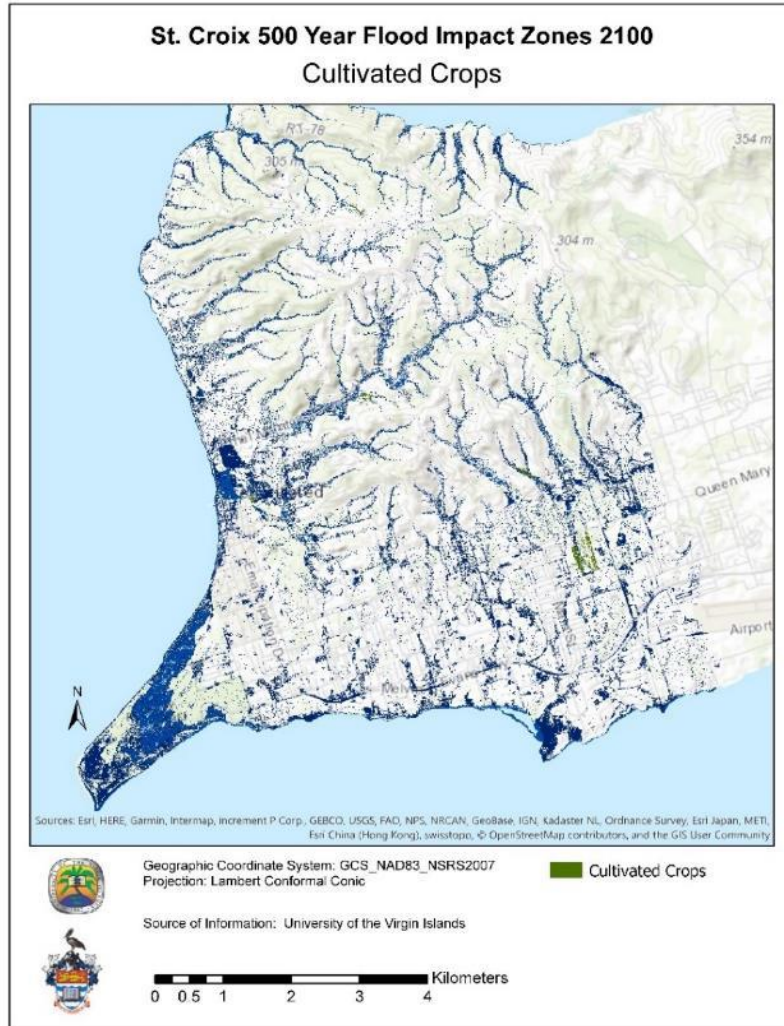 St. Croix 500 Year Flood Impact Zones 2100
Cultivated Crops
RT-78
305
354 m
304 m
Queen Mary
Airport
N
Sources: Esri, HERE, Garmin, Intermap, increment P Corp., GEBCO, USGS, FAO, NPS, NRCAN, GeoBase, IGN, Kadaster NL, Ordnance Survey, Esri Japan, METI,
Esri China (Hong Kong), swisstopo, © OpenStreetMap contributors, and the GIS User Community
Geographic Coordinate System: GCS_NAD83_NSRS2007
Projection: Lambert Conformal Conic
Cultivated Crops
Source of Information: University of the Virgin Islands
Kilometers
0 0.5 1 2 3 4